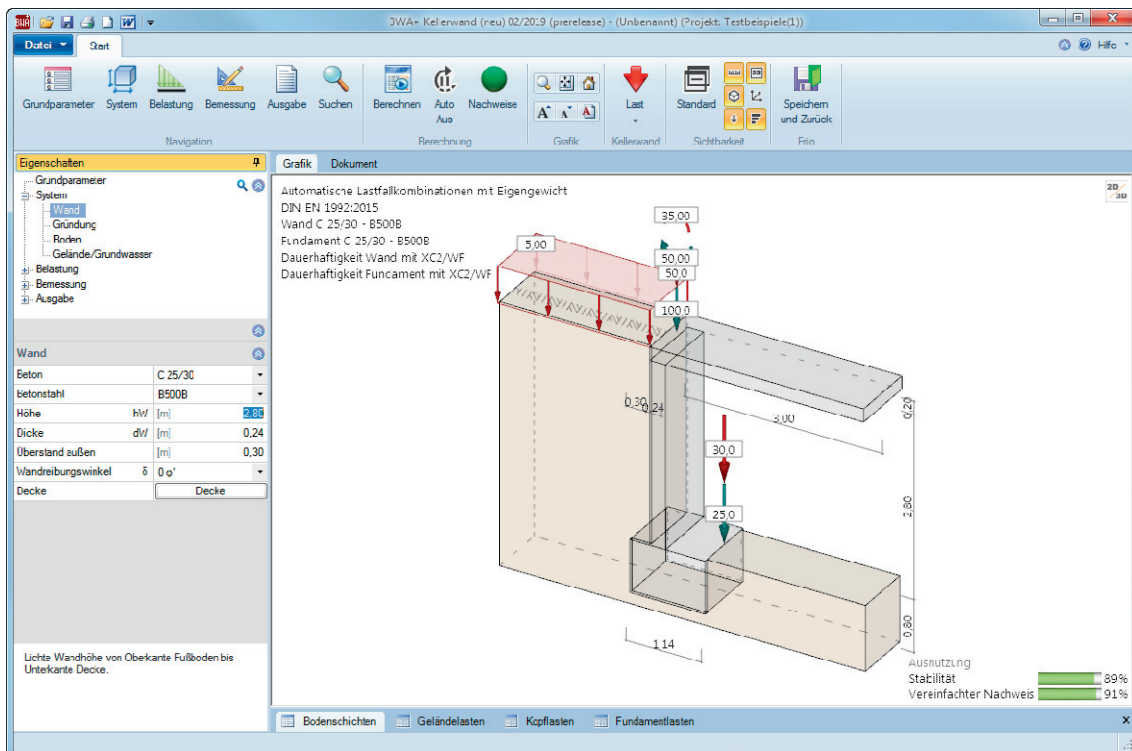 BWA
3WA+ Kellerwand (neu) 02/2019 (prerelease) - (Unbenannt) (Projekt: Testbeispiele(1))
Datei Start Hilfe
Grundparameter System Belastung Bemessung Ausgabe Suchen
Navigation
Berechnen Auto Aus Nachweise
Berechnung
A A A
Grafik
Last
Kellerwand
Standard
Sichtbarkeit
Speichern und Zurück
Frilo
Eigenschaften
Grundparameter
System
Wand
Gründung
Boden
Gelände/Grundwasser
Belastung
Bemessung
Ausgabe
Wand
Beton C 25/30
Betonstahl B500B
Höhe hW [m] 2,80
Dicke dW [m] 0,24
Überstand außen [m] 0,30
Wandreibungswinkel δ 0 φ'
Decke Decke
Lichte Wandhöhe von Oberkante Fußboden bis
Unterkante Decke.
Grafik Dokument
2D/3D
Automatische Lastfallkombinationen mit Eigengewicht
DIN EN 1992:2015
Wand C 25/30 - B500B
Fundament C 25/30 - B500B
Dauerhaftigkeit Wand mit XC2/WF
Dauerhaftigkeit Funcament mit XC2/WF
35,00
5,00
50,00
50,0
100,0
0,30
0,24
3,00
0,20
30,0
25,0
2,80
0,80
1,14
Ausnutzung
Stabilität 89%
Vereinfachter Nachweis 91%
Bodenschichten Geländelasten Kopflasten Fundamentlasten x